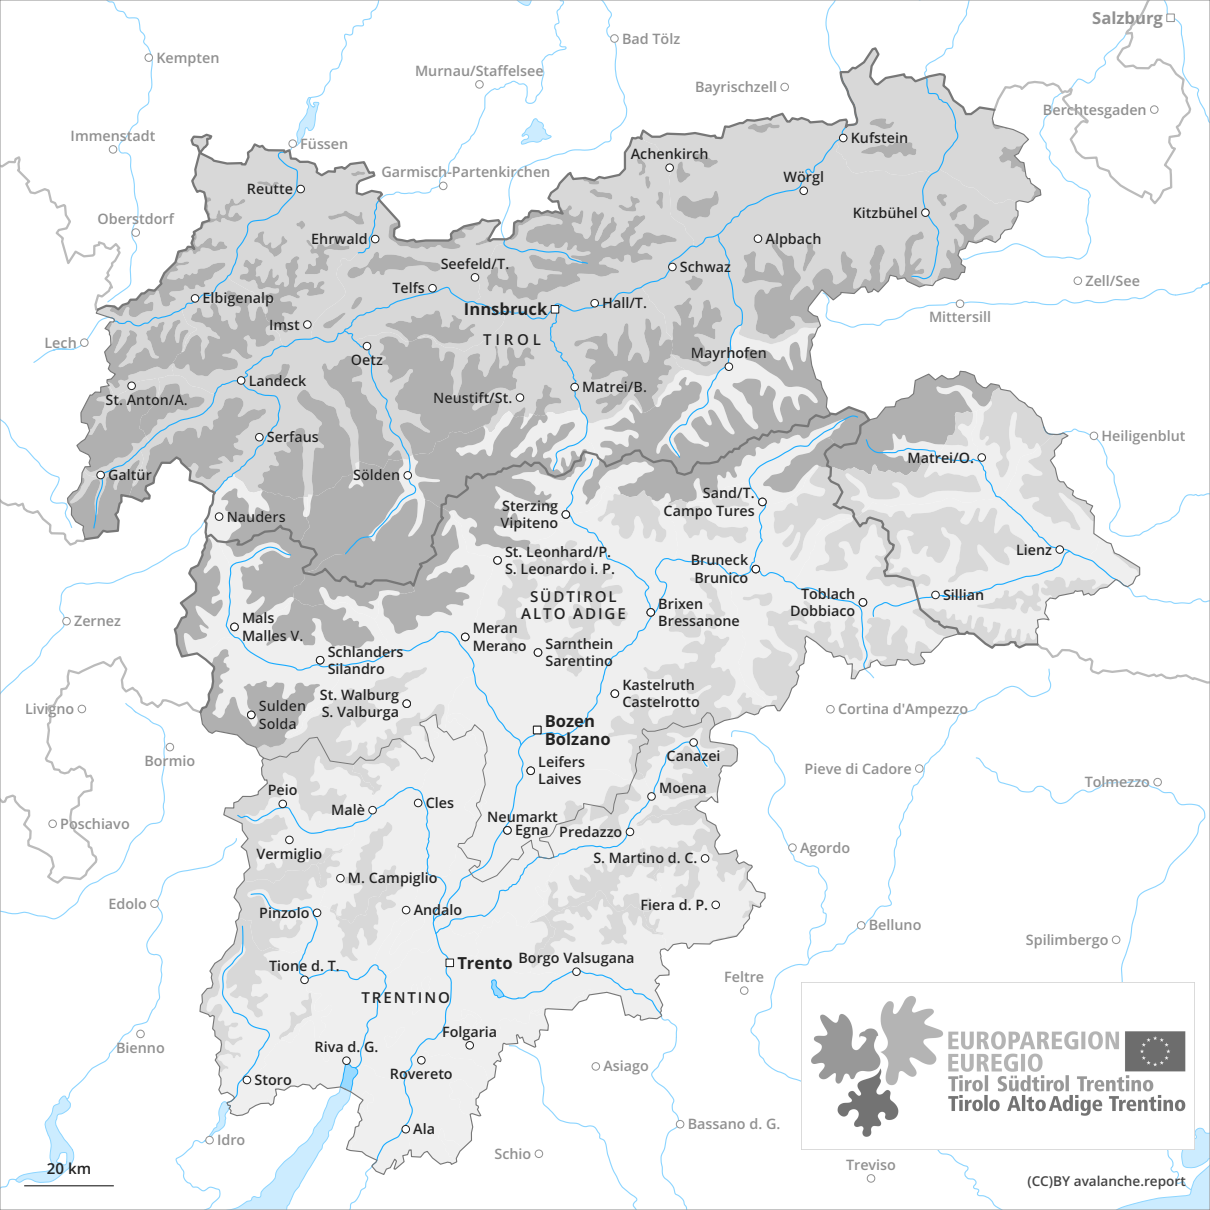 Salzburg
Kempten
Bad Tölz
Murnau/Staffelsee
Bayrischzell
Berchtesgaden
Immenstadt
Füssen
Kufstein
Achenkirch
Garmisch-Partenkirchen
Wörgl
Reutte
Oberstdorf
Kitzbühel
Ehrwald
Alpbach
Seefeld/T.
Schwaz
Zell/See
Telfs
Elbigenalp
Hall/T.
Innsbruck
Mittersill
Imst
TIROL
Lech
Oetz
Mayrhofen
Landeck
Matrei/B.
St. Anton/A.
Neustift/St.
Serfaus
Heiligenblut
Matrei/O.
Galtür
Sölden
Sand/T.
Campo Tures
Sterzing
Vipiteno
Nauders
St. Leonhard/P.
S. Leonardo i. P.
Lienz
Bruneck
Brunico
SÜDTIROL
ALTO ADIGE
Toblach
Dobbiaco
Sillian
Brixen
Bressanone
Zernez
Mals
Malles V.
Meran
Merano
Sarnthein
Sarentino
Schlanders
Silandro
Kastelruth
Castelrotto
St. Walburg
S. Valburga
Livigno
Sulden
Solda
Cortina d'Ampezzo
Bozen
Bolzano
Bormio
Canazei
Leifers
Laives
Pieve di Cadore
Tolmezzo
Peio
Moena
Malè
Cles
Neumarkt
Egna
Predazzo
Poschiavo
Vermiglio
S. Martino d. C.
Agordo
M. Campiglio
Edolo
Pinzolo
Andalo
Fiera d. P.
Belluno
Spilimbergo
Trento
Borgo Valsugana
Tione d. T.
Feltre
TRENTINO
Folgaria
Bienno
Riva d. G.
EUROPAREGION
EUREGIO
Tirol Südtirol Trentino
Tirolo Alto Adige Trentino
Rovereto
Asiago
Storo
Ala
Bassano d. G.
Idro
Schio
20 km
Treviso
(CC)BY avalanche.report